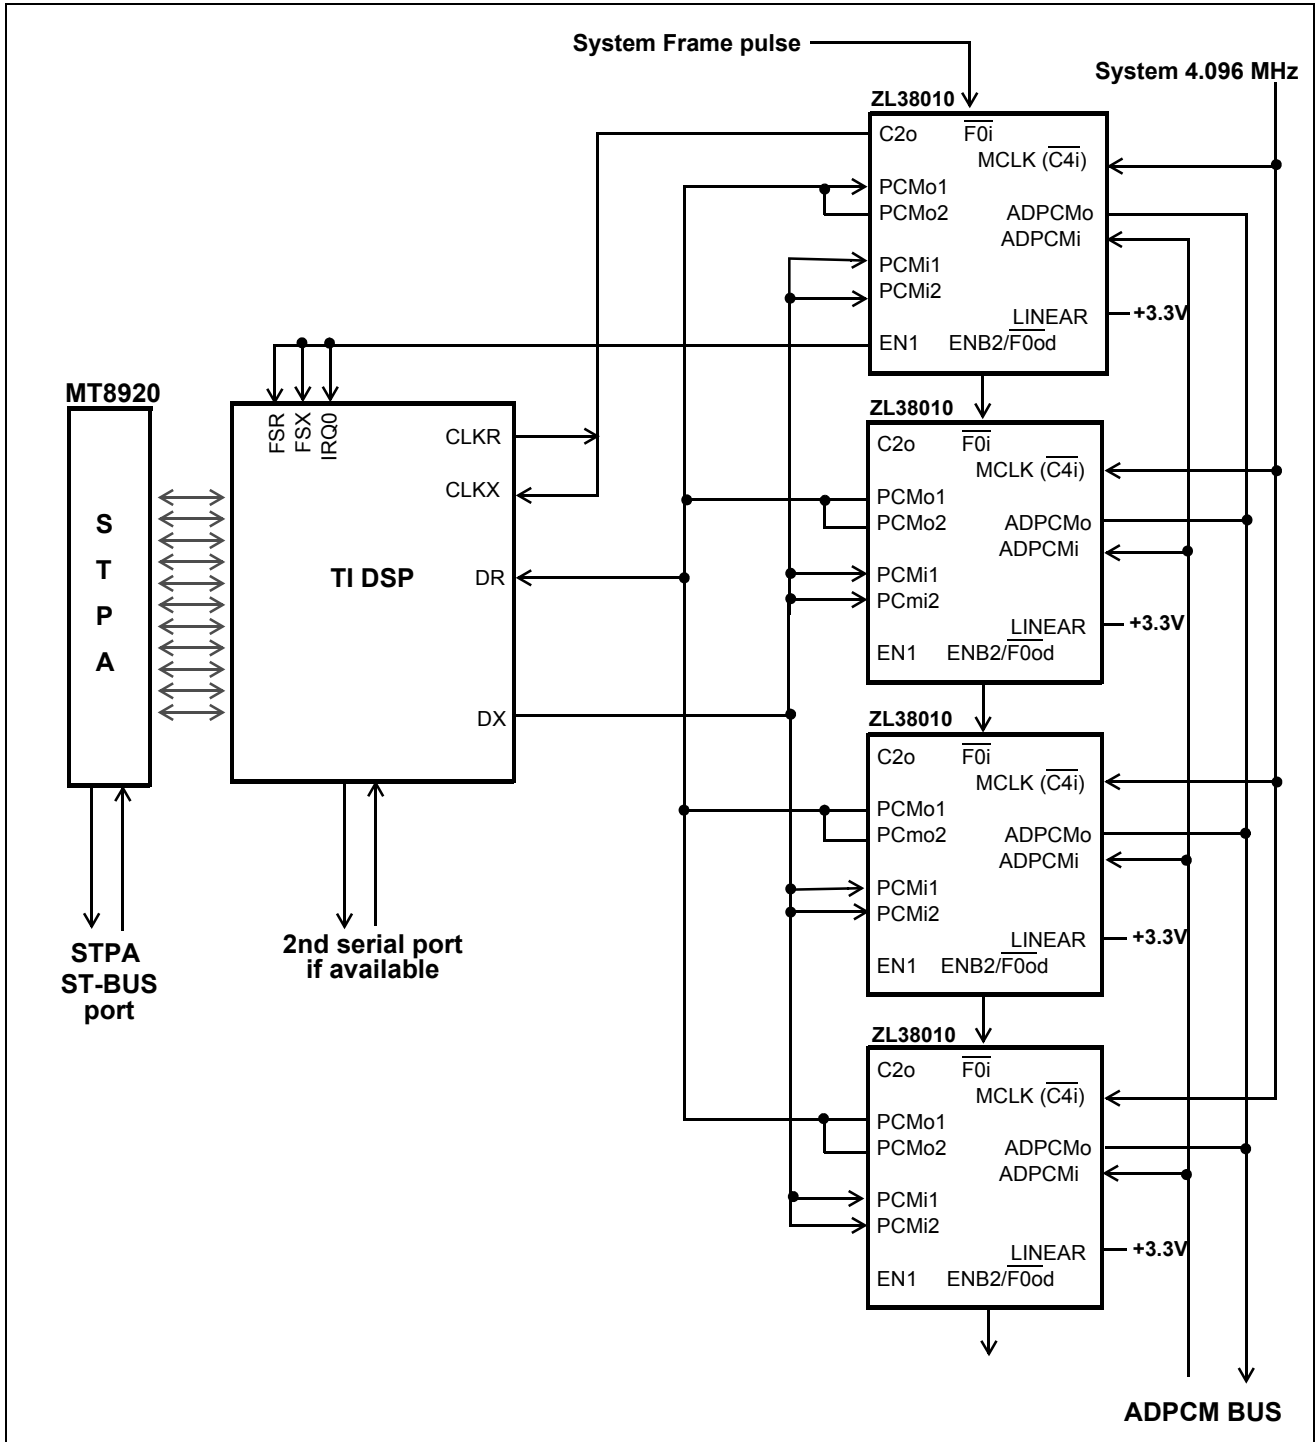 System Frame pulse
System 4.096 MHz
ZL38010
C2o F0i
MCLK (C4i)
PCMo1
PCMo2 ADPCMo
ADPCMi
PCMi1
PCMi2
LINEAR +3.3V
EN1 ENB2/F0od
MT8920
S
T
P
A
FSR
FSX
IRQ0
CLKR
CLKX
TI DSP
DR
DX
STPA
ST-BUS
port
2nd serial port
if available
ZL38010
C2o F0i
MCLK (C4i)
PCMo1
PCMo2 ADPCMo
ADPCMi
PCMi1
PCmi2
LINEAR +3.3V
EN1 ENB2/F0od
ZL38010
C2o F0i
MCLK (C4i)
PCMo1
PCmo2 ADPCMo
ADPCMi
PCMi1
PCMi2
LINEAR +3.3V
EN1 ENB2/F0od
ZL38010
C2o F0i
MCLK (C4i)
PCMo1
PCMo2 ADPCMo
ADPCMi
PCMi1
PCMi2
LINEAR +3.3V
EN1 ENB2/F0od
ADPCM BUS